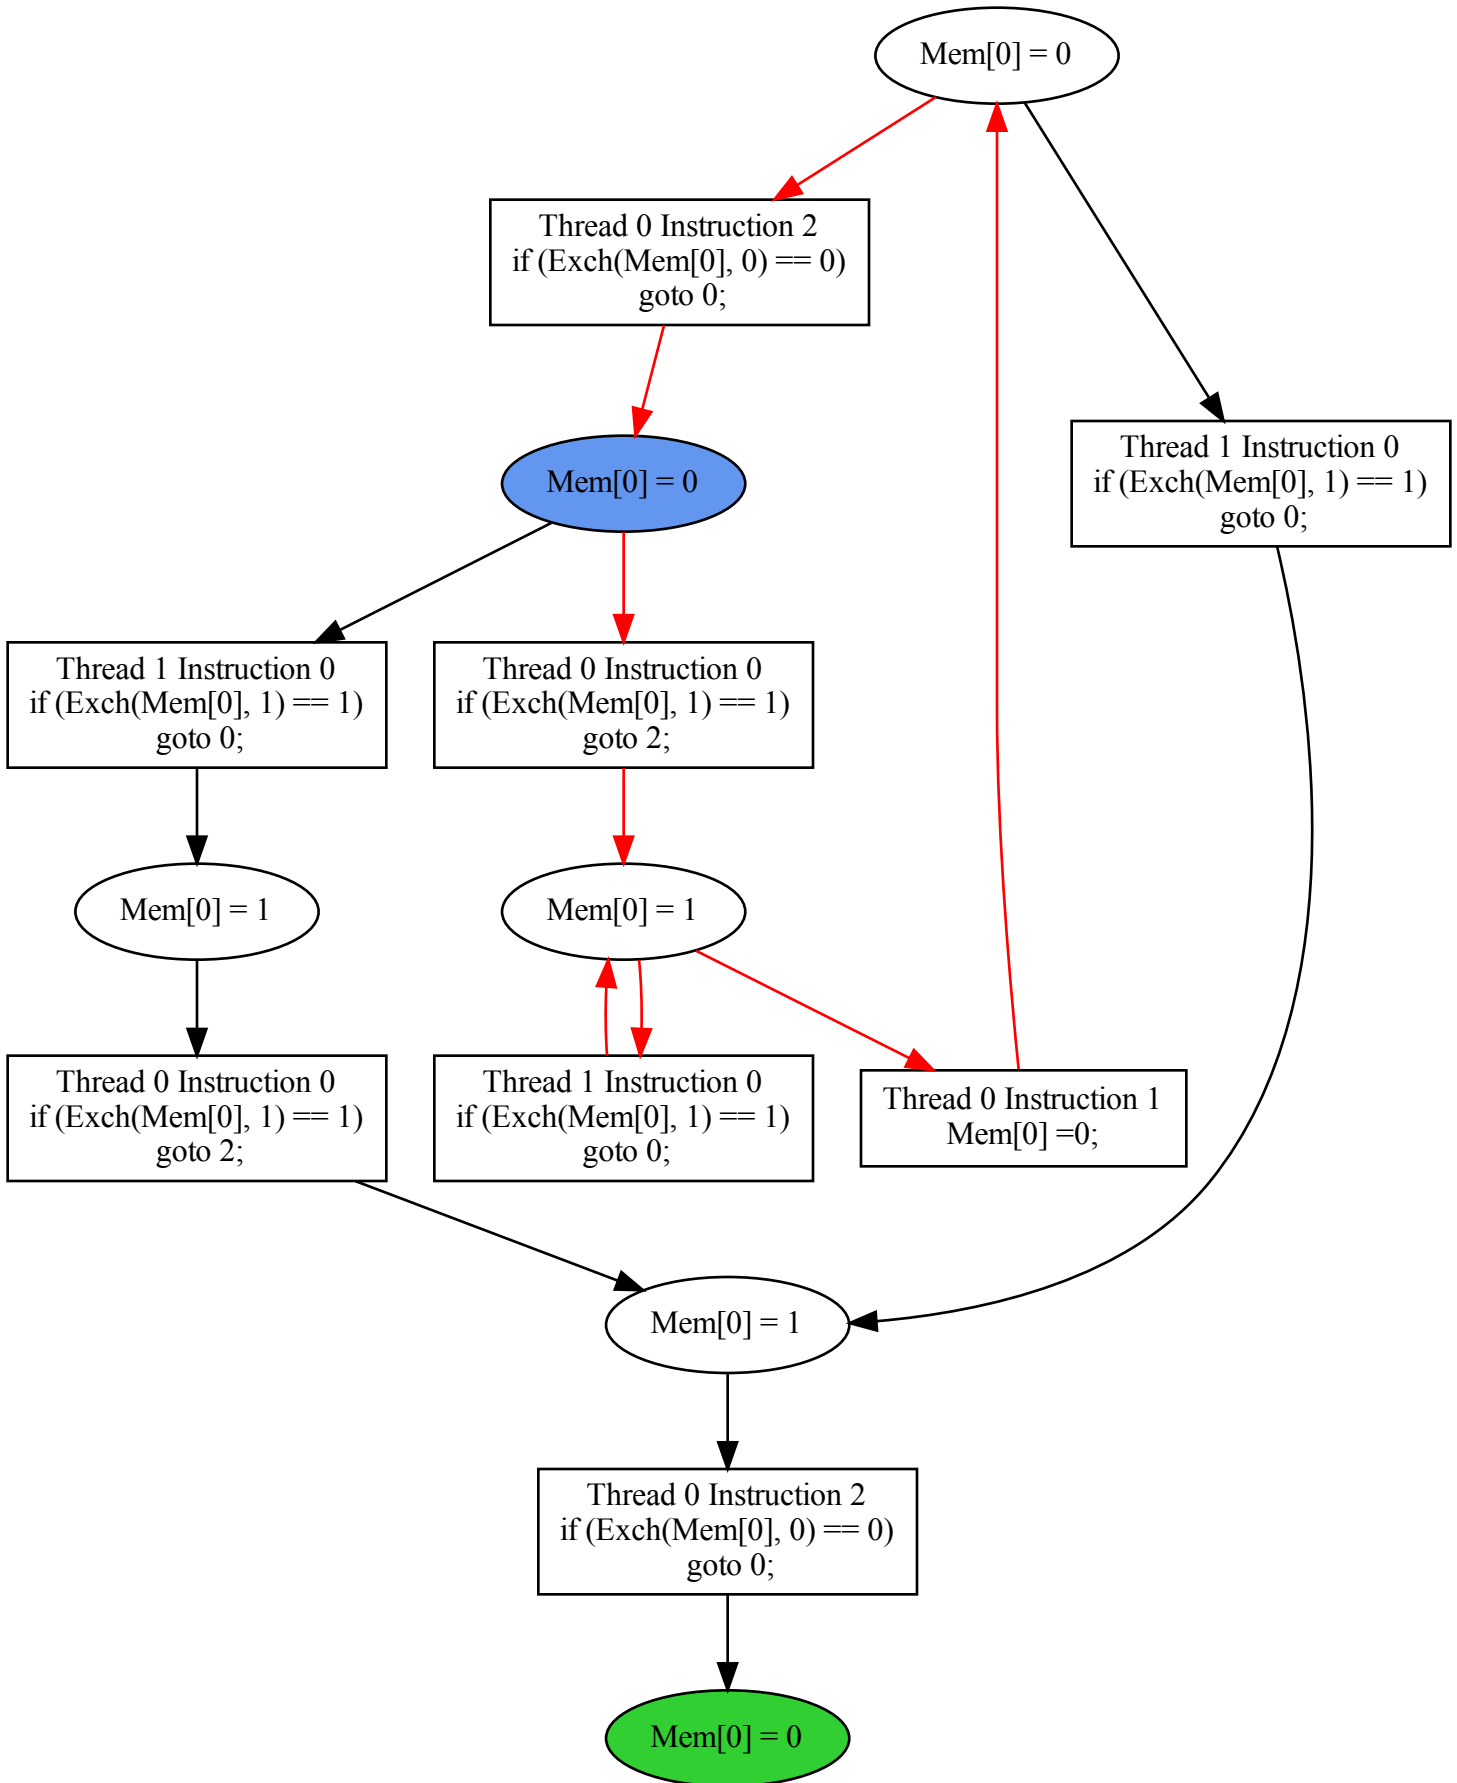 Mem[0] = 0
Thread 0 Instruction 2
if (Exch(Mem[0], 0) == 0)
goto 0;
Thread 1 Instruction 0
if (Exch(Mem[0], 1) == 1)
goto 0;
Mem[0] = 0
Thread 1 Instruction 0
if (Exch(Mem[0], 1) == 1)
goto 0;
Thread 0 Instruction 0
if (Exch(Mem[0], 1) == 1)
goto 2;
Mem[0] = 1
Mem[0] = 1
Thread 0 Instruction 0
if (Exch(Mem[0], 1) == 1)
goto 2;
Thread 1 Instruction 0
if (Exch(Mem[0], 1) == 1)
goto 0;
Thread 0 Instruction 1
Mem[0] =0;
Mem[0] = 1
Thread 0 Instruction 2
if (Exch(Mem[0], 0) == 0)
goto 0;
Mem[0] = 0